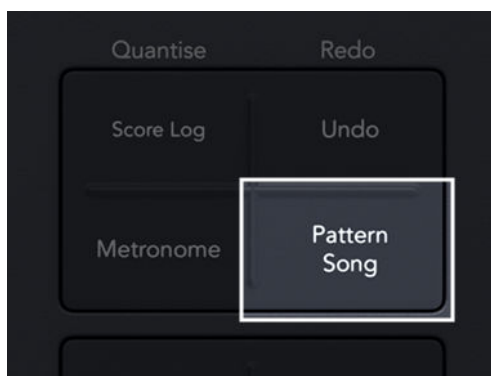 Quantise Redo
Score Log Undo
Metronome
Pattern
Song